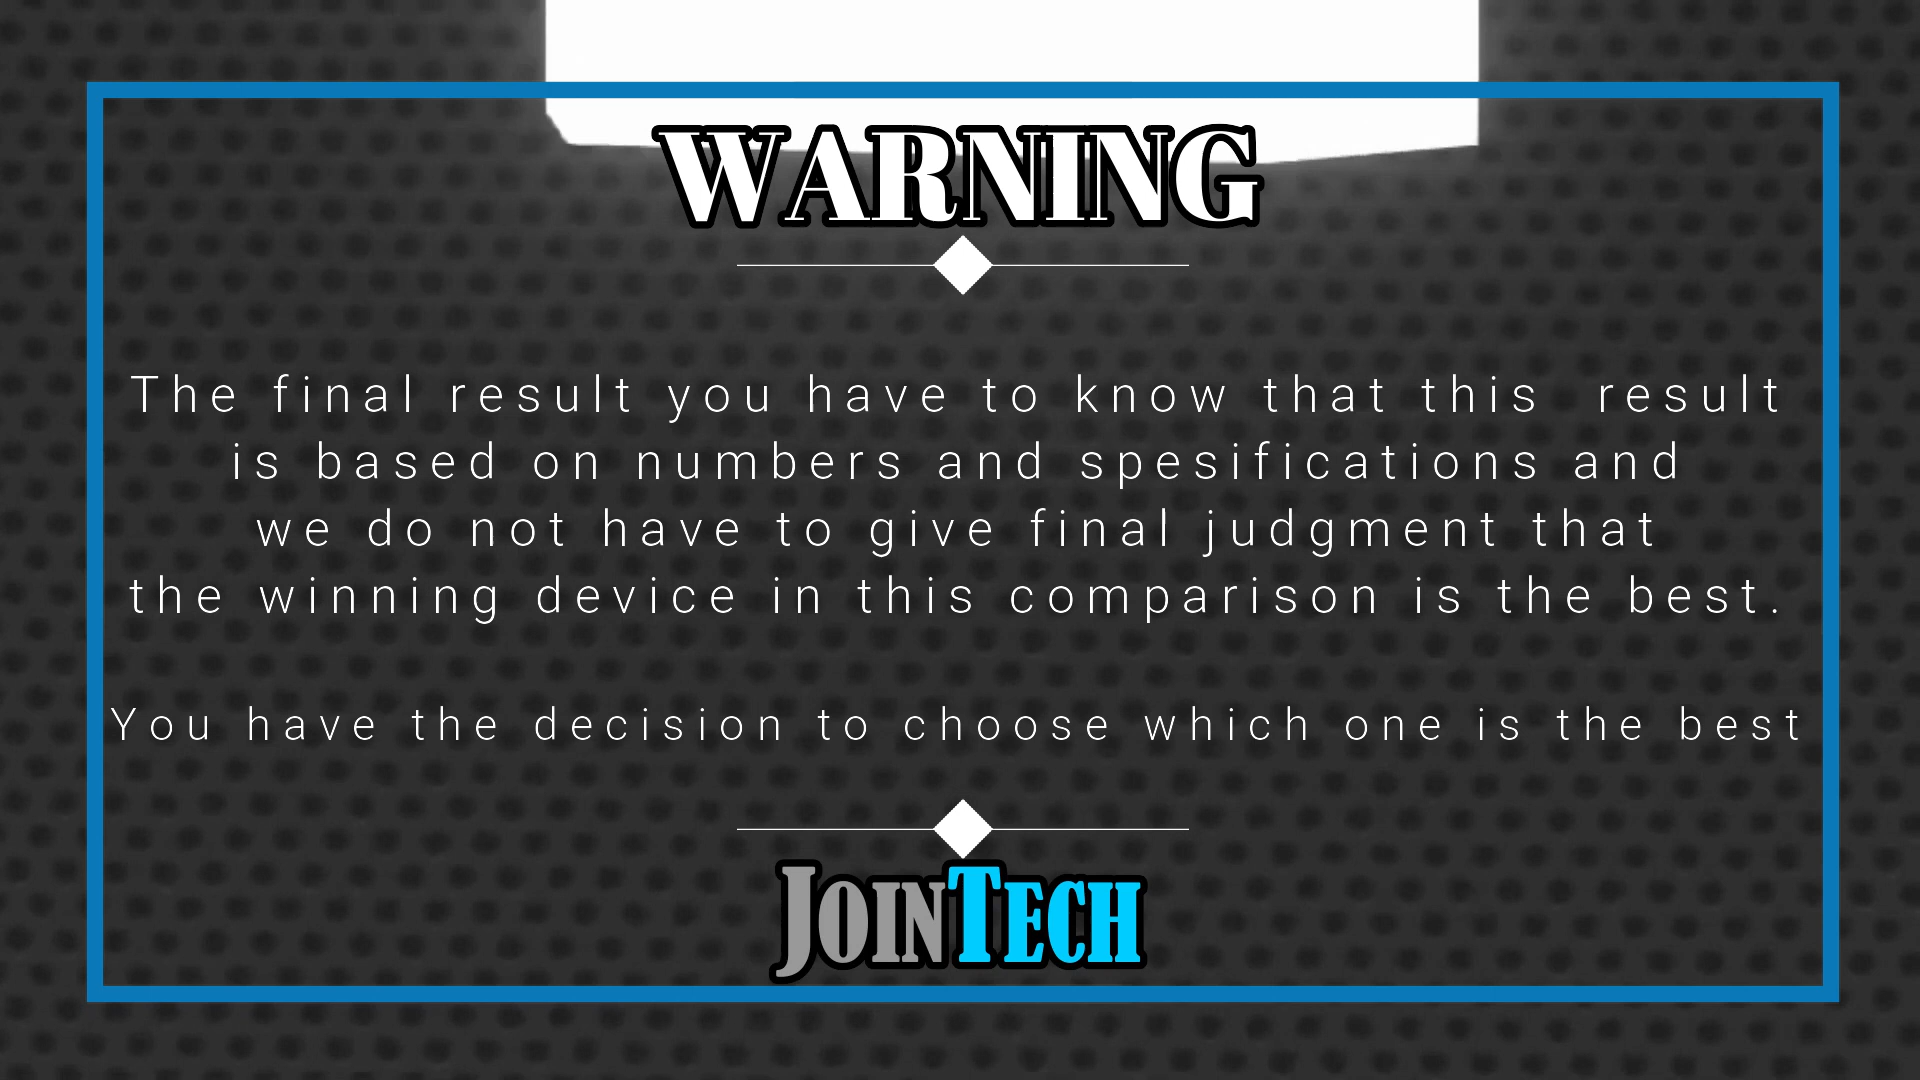 WARNING
The final result you have to know that this result
is based on numbers and spesifications and
we do not have to give final judgment that
the winning device in this comparison is the best.
You have the decision to choose which one is the best
JOINTECH